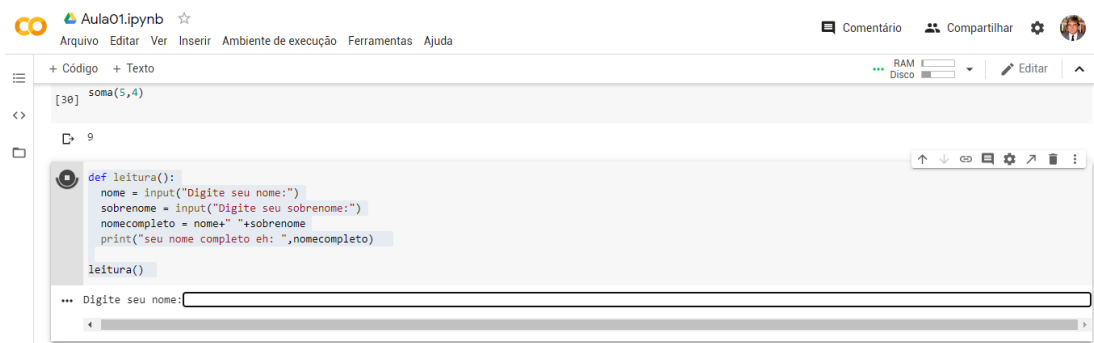 Aula01.ipynb
Comentário Compartilhar
Arquivo Editar Ver Inserir Ambiente de execução Ferramentas Ajuda
+ Código + Texto
RAM
Disco
Editar
[30] soma(5,4)
9
def leitura():
nome = input("Digite seu nome:")
sobrenome = input("Digite seu sobrenome:")
nomecompleto = nome+" "+sobrenome
print("seu nome completo eh: ",nomecompleto)
leitura()
Digite seu nome: